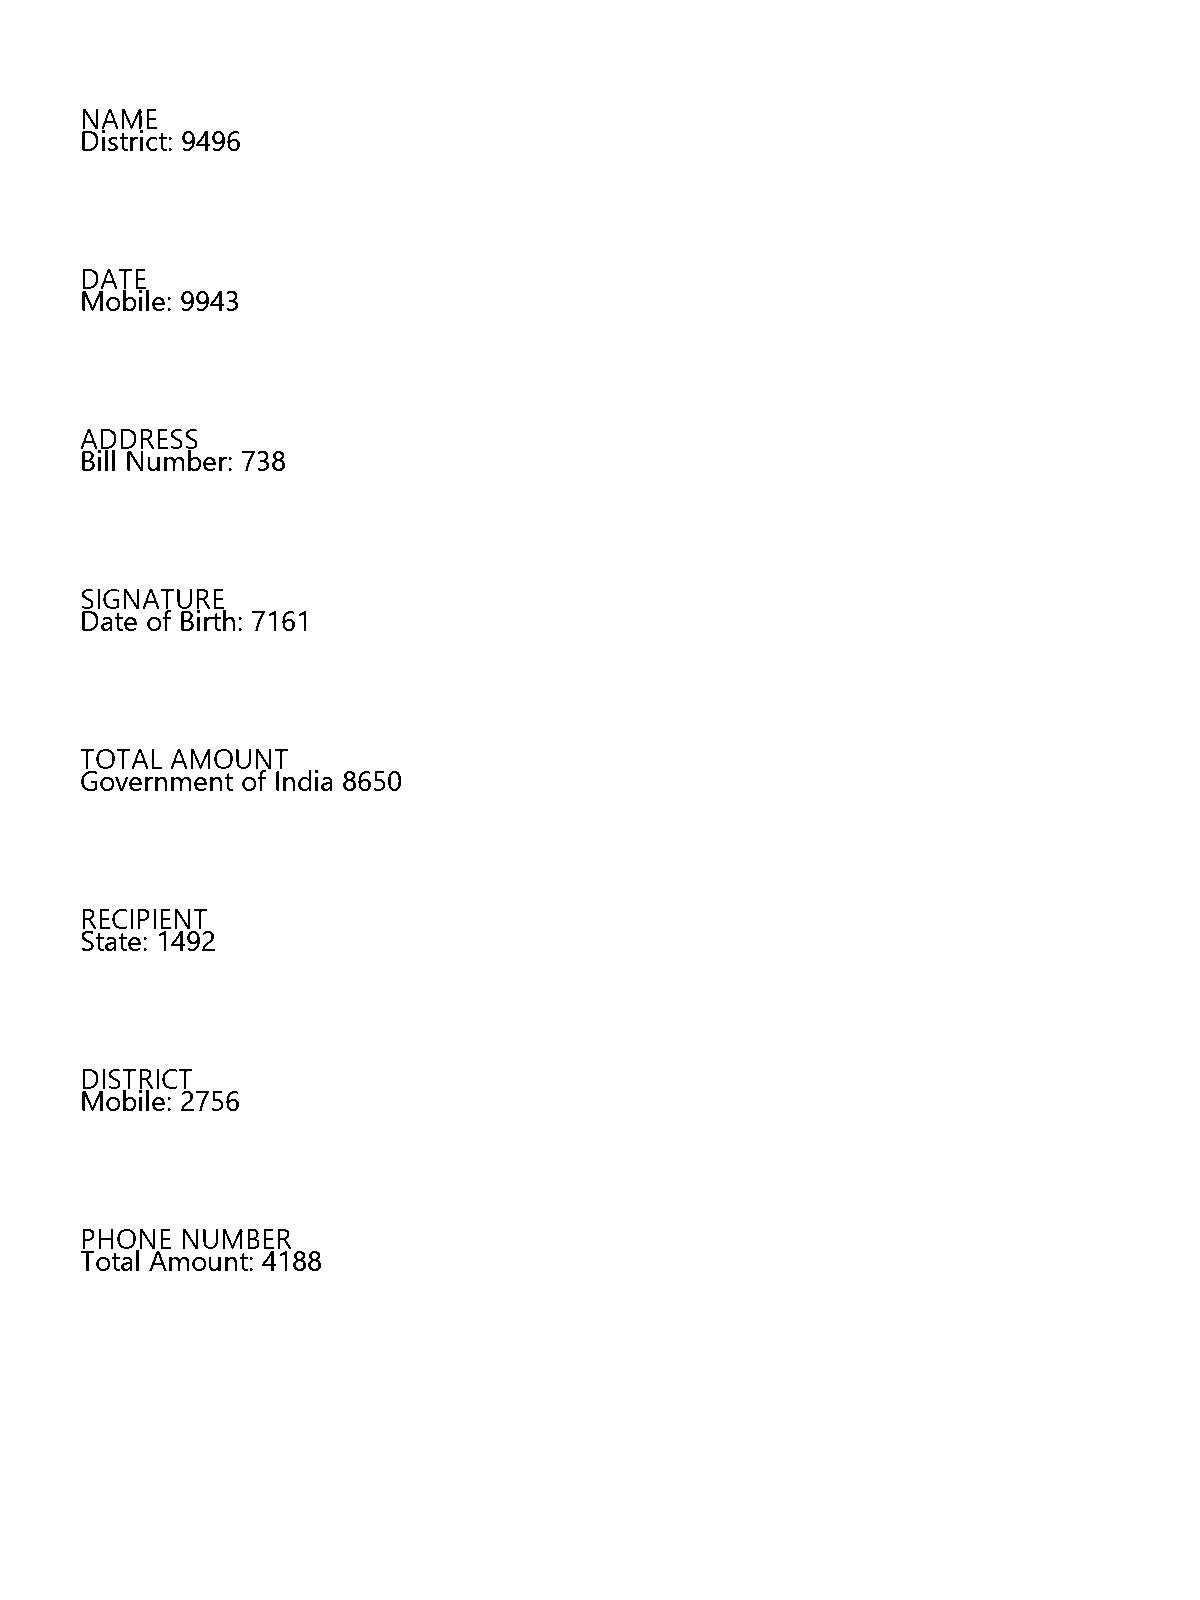 NAME
District: 9496
DATE
Mobile: 9943
ADDRESS
Bill Number: 738
SIGNATURE
Date of Birth: 7161
TOTAL AMOUNT
Government of India 8650
RECIPIENT
State: 1492
DISTRICT
Mobile: 2756
PHONE NUMBER
Total Amount: 4188